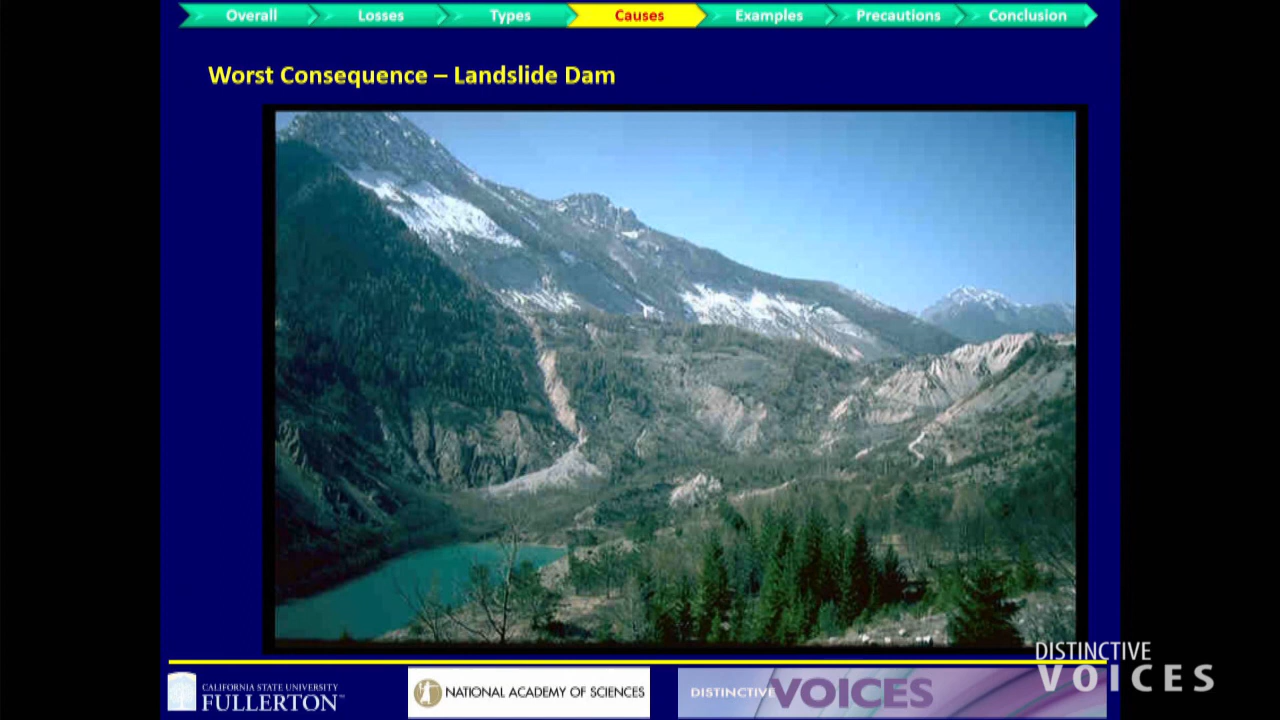 Overall
Losses
Types
Causes
Examples
Precautions
Conclusion
Worst Consequence – Landslide Dam
CALIFORNIA STATE UNIVERSITY
FULLERTON™
NATIONAL ACADEMY OF SCIENCES
DISTINCTIVE VOICES
DISTINCTIVE
VOICES